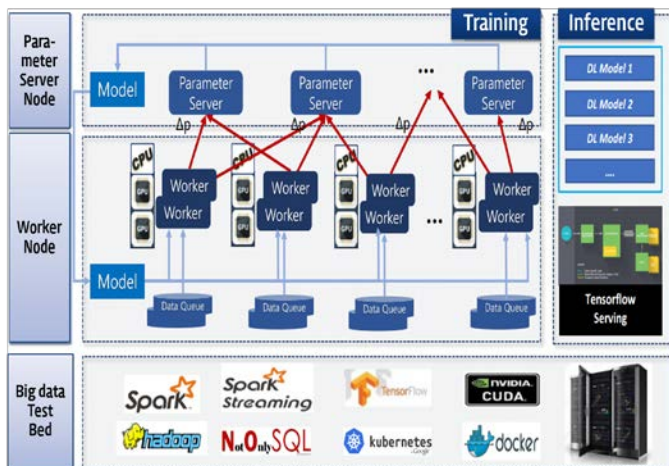 Training
Inference
Para-
meter
Server
Node
Model
Parameter
Server
Parameter
Server
...
Parameter
Server
Δp
Δp
Δp
Δp
DL Model 1
DL Model 2
DL Model 3
....
Worker
Node
CPU
GPU
GPU
Worker
Worker
CPU
GPU
GPU
Worker
Worker
CPU
GPU
GPU
Worker
Worker
...
CPU
GPU
GPU
Worker
Worker
Model
Data Queue
Data Queue
Data Queue
Data Queue
Tensorflow
Serving
Big data
Test
Bed
Spark
Spark
Streaming
TensorFlow
NVIDIA
CUDA
hadoop
NotOnlySQL
kubernetes
by Google
docker